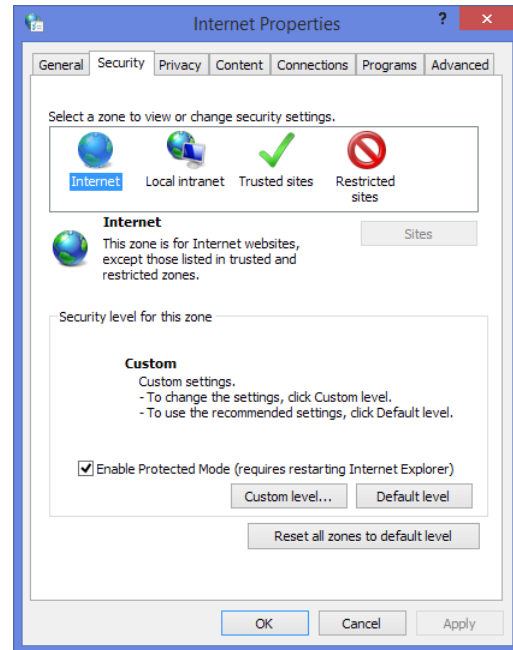 Internet Properties
?
×
General Security Privacy Content Connections Programs Advanced
Select a zone to view or change security settings.
Internet Local intranet Trusted sites Restricted
sites
Internet
Sites
This zone is for Internet websites,
except those listed in trusted and
restricted zones.
Security level for this zone
Custom
Custom settings.
- To change the settings, click Custom level.
- To use the recommended settings, click Default level.
Enable Protected Mode (requires restarting Internet Explorer)
Custom level... Default level
Reset all zones to default level
OK Cancel Apply